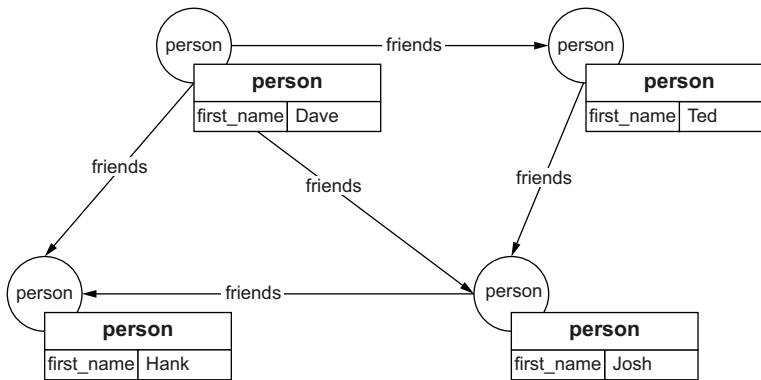 person
friends
person
person
first_name Dave
person
first_name Ted
friends
friends
friends
person
friends
person
person
first_name Hank
person
first_name Josh